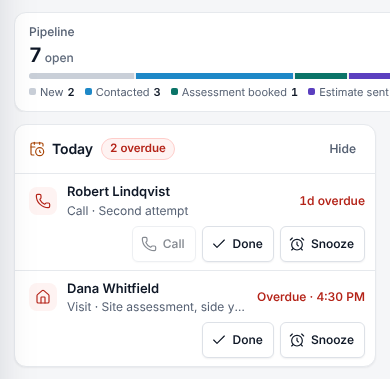 Pipeline
7 open
New 2 Contacted 3 Assessment booked 1 Estimate sent
Today 2 overdue Hide
Robert Lindqvist
1d overdue
Call · Second attempt
Call Done Snooze
Dana Whitfield
Overdue · 4:30 PM
Visit · Site assessment, side y...
Done Snooze